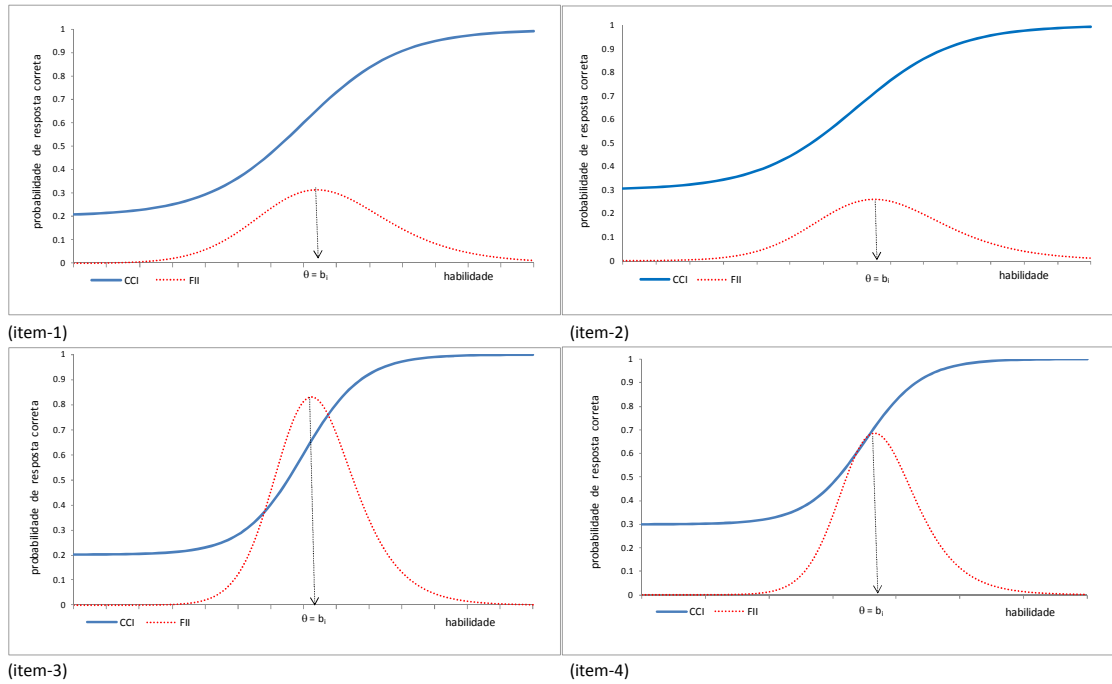 1
0.9
0.8
0.7
0.6
0.5
0.4
0.3
0.2
0.1
0
probabilidade de resposta correta
θ = bᵢ
habilidade
CCI FII
(item-1)
1
0.9
0.8
0.7
0.6
0.5
0.4
0.3
0.2
0.1
0
probabilidade de resposta correta
θ = bᵢ
habilidade
CCI FII
(item-2)
1
0.9
0.8
0.7
0.6
0.5
0.4
0.3
0.2
0.1
0
probabilidade de resposta correta
θ = bᵢ
habilidade
CCI FII
(item-3)
1
0.9
0.8
0.7
0.6
0.5
0.4
0.3
0.2
0.1
0
probabilidade de resposta correta
θ = bᵢ
habilidade
CCI FII
(item-4)